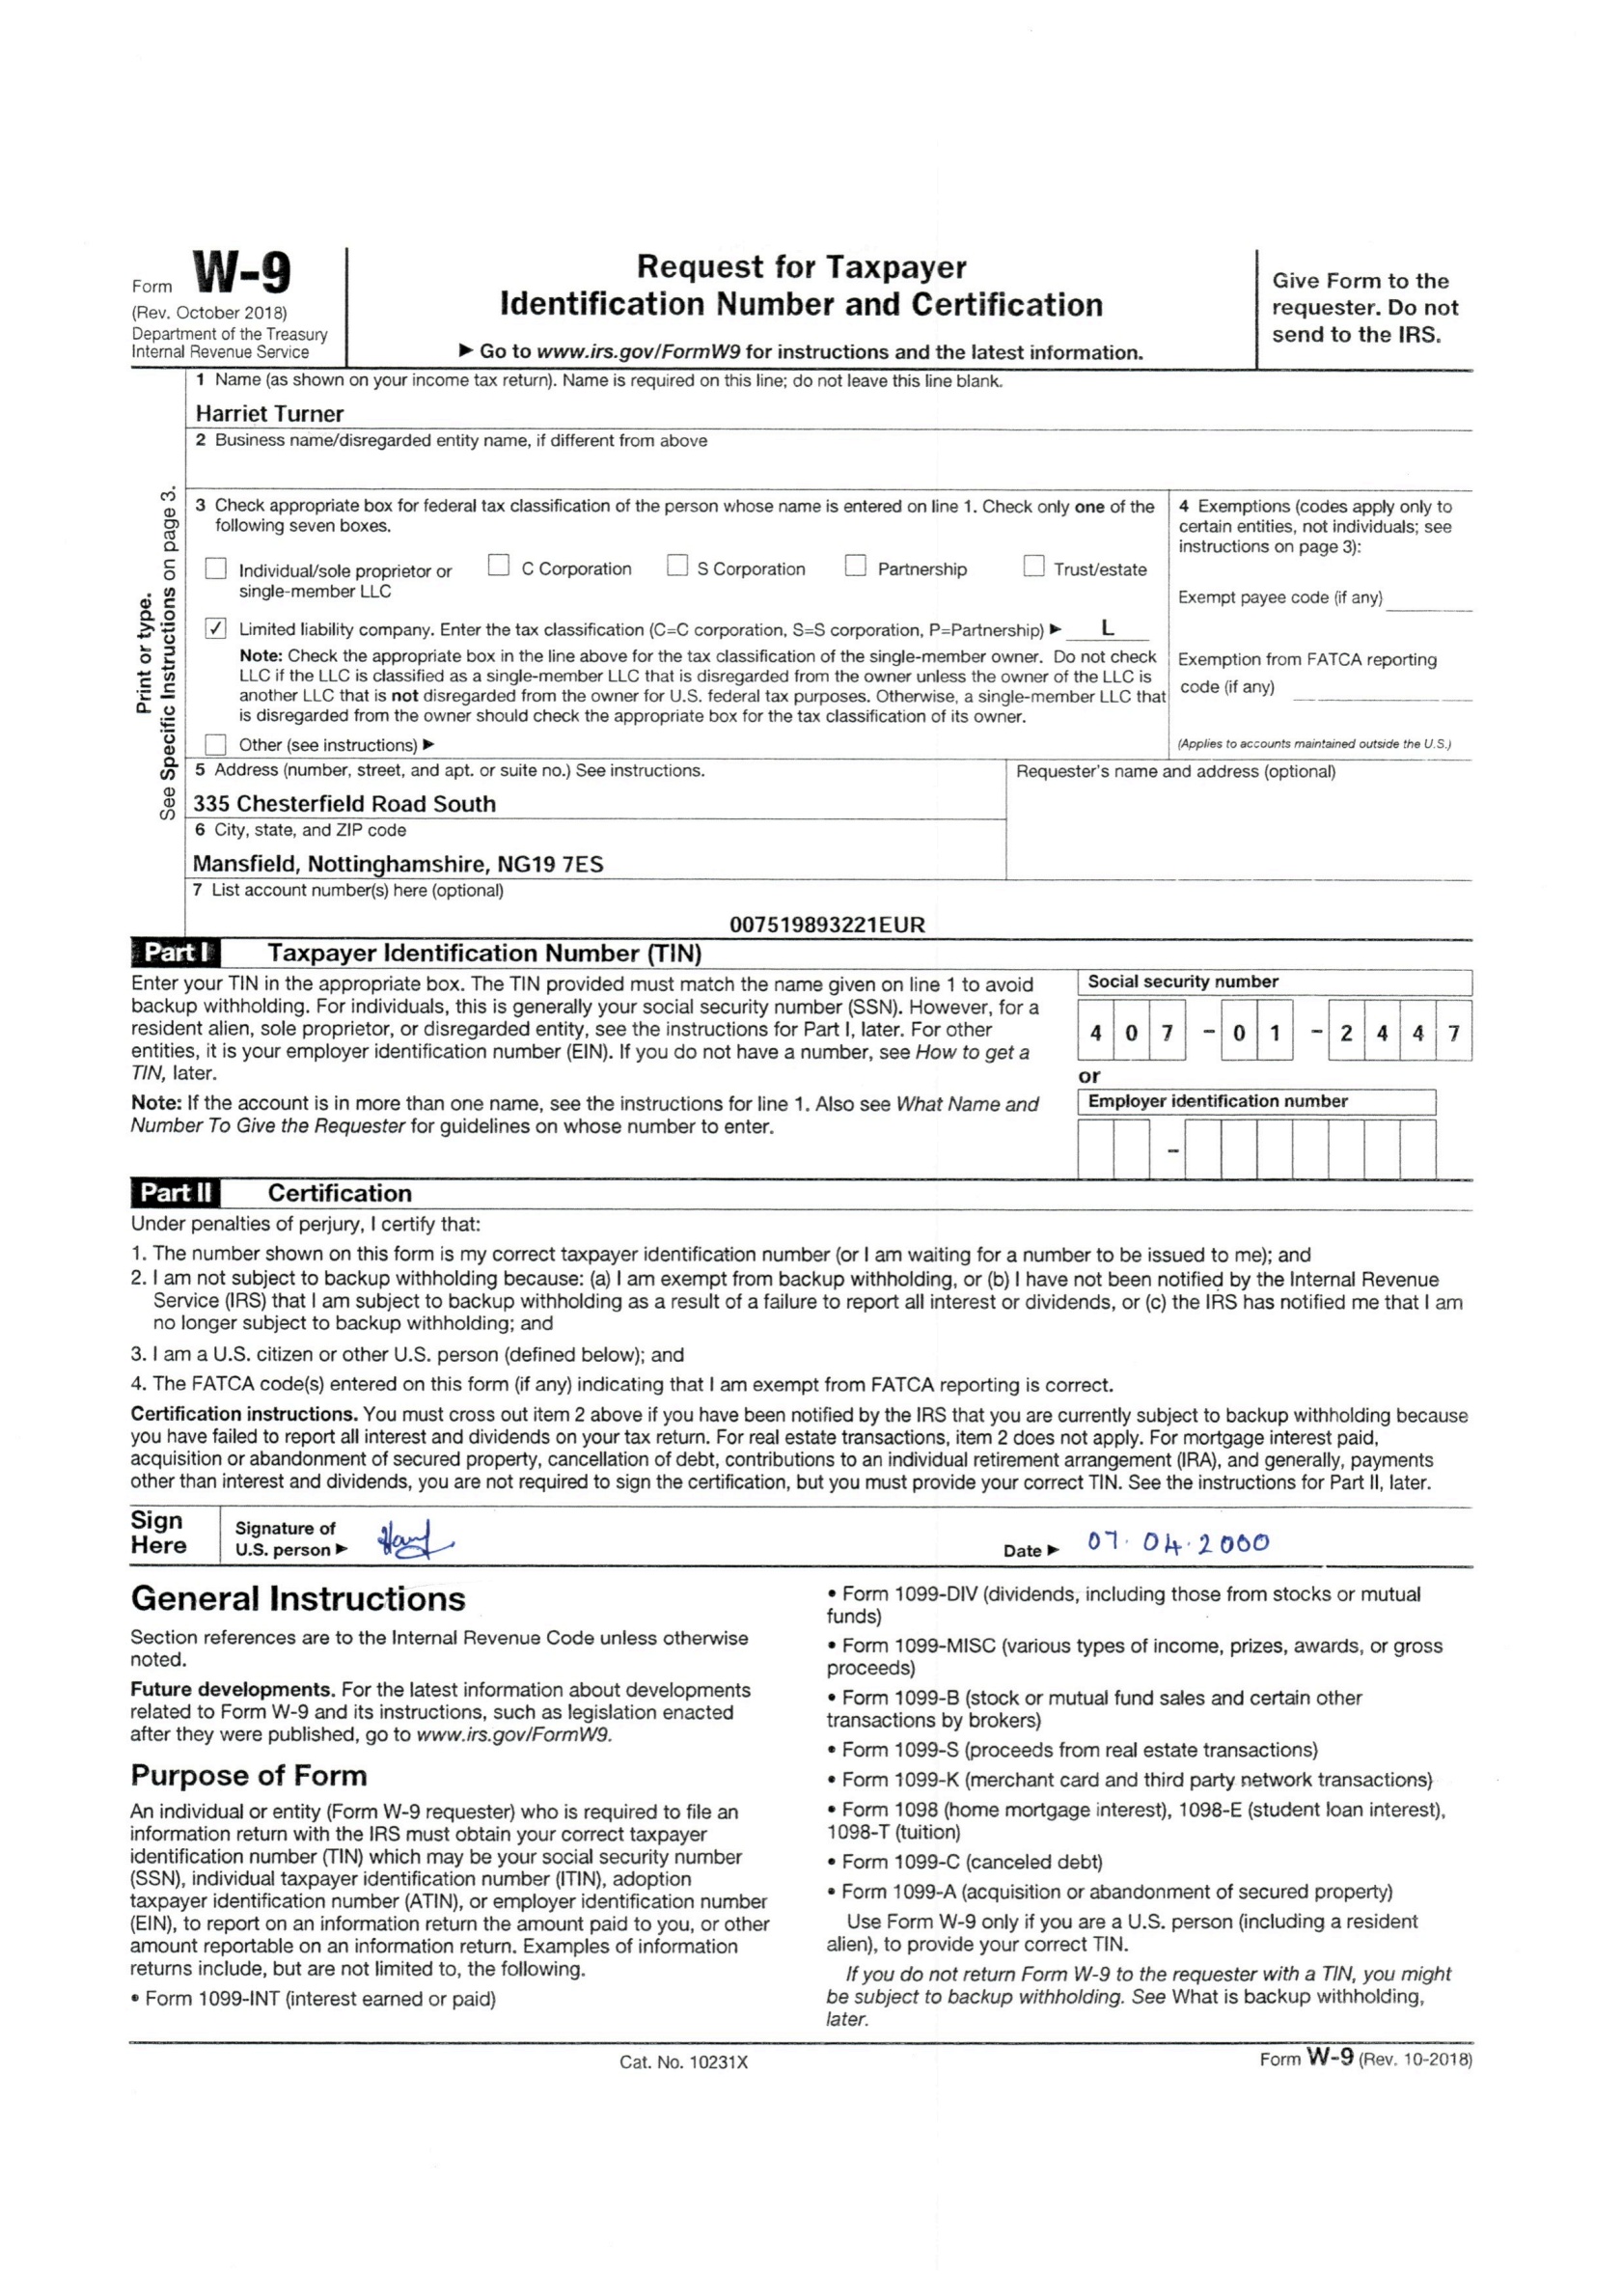 Form W-9
(Rev. October 2018)
Department of the Treasury
Internal Revenue Service
Request for Taxpayer
Identification Number and Certification
► Go to www.irs.gov/FormW9 for instructions and the latest information.
Give Form to the
requester. Do not
send to the IRS.
Print or type.
See Specific Instructions on page 3.
1 Name (as shown on your income tax return). Name is required on this line; do not leave this line blank.
Harriet Turner
2 Business name/disregarded entity name, if different from above
3 Check appropriate box for federal tax classification of the person whose name is entered on line 1. Check only one of the
following seven boxes.
Individual/sole proprietor or
single-member LLC
C Corporation
S Corporation
Partnership
Trust/estate
✓ Limited liability company. Enter the tax classification (C=C corporation, S=S corporation, P=Partnership) ► L
Note: Check the appropriate box in the line above for the tax classification of the single-member owner. Do not check
LLC if the LLC is classified as a single-member LLC that is disregarded from the owner unless the owner of the LLC is
another LLC that is not disregarded from the owner for U.S. federal tax purposes. Otherwise, a single-member LLC that
is disregarded from the owner should check the appropriate box for the tax classification of its owner.
Other (see instructions) ►
4 Exemptions (codes apply only to
certain entities, not individuals; see
instructions on page 3):
Exempt payee code (if any)
Exemption from FATCA reporting
code (if any)
(Applies to accounts maintained outside the U.S.)
5 Address (number, street, and apt. or suite no.) See instructions.
335 Chesterfield Road South
Requester's name and address (optional)
6 City, state, and ZIP code
Mansfield, Nottinghamshire, NG19 7ES
7 List account number(s) here (optional)
007519893221EUR
Part I Taxpayer Identification Number (TIN)
Enter your TIN in the appropriate box. The TIN provided must match the name given on line 1 to avoid
backup withholding. For individuals, this is generally your social security number (SSN). However, for a
resident alien, sole proprietor, or disregarded entity, see the instructions for Part I, later. For other
entities, it is your employer identification number (EIN). If you do not have a number, see How to get a
TIN, later.
Note: If the account is in more than one name, see the instructions for line 1. Also see What Name and
Number To Give the Requester for guidelines on whose number to enter.
Social security number
4 0 7 - 0 1 - 2 4 4 7
or
Employer identification number
-
Part II Certification
Under penalties of perjury, I certify that:
1. The number shown on this form is my correct taxpayer identification number (or I am waiting for a number to be issued to me); and
2. I am not subject to backup withholding because: (a) I am exempt from backup withholding, or (b) I have not been notified by the Internal Revenue
Service (IRS) that I am subject to backup withholding as a result of a failure to report all interest or dividends, or (c) the IRS has notified me that I am
no longer subject to backup withholding; and
3. I am a U.S. citizen or other U.S. person (defined below); and
4. The FATCA code(s) entered on this form (if any) indicating that I am exempt from FATCA reporting is correct.
Certification instructions. You must cross out item 2 above if you have been notified by the IRS that you are currently subject to backup withholding because
you have failed to report all interest and dividends on your tax return. For real estate transactions, item 2 does not apply. For mortgage interest paid,
acquisition or abandonment of secured property, cancellation of debt, contributions to an individual retirement arrangement (IRA), and generally, payments
other than interest and dividends, you are not required to sign the certification, but you must provide your correct TIN. See the instructions for Part II, later.
Sign
Here
Signature of
U.S. person ►
Date ► 07.04.2000
General Instructions
Section references are to the Internal Revenue Code unless otherwise
noted.
Future developments. For the latest information about developments
related to Form W-9 and its instructions, such as legislation enacted
after they were published, go to www.irs.gov/FormW9.
Purpose of Form
An individual or entity (Form W-9 requester) who is required to file an
information return with the IRS must obtain your correct taxpayer
identification number (TIN) which may be your social security number
(SSN), individual taxpayer identification number (ITIN), adoption
taxpayer identification number (ATIN), or employer identification number
(EIN), to report on an information return the amount paid to you, or other
amount reportable on an information return. Examples of information
returns include, but are not limited to, the following.
• Form 1099-INT (interest earned or paid)
• Form 1099-DIV (dividends, including those from stocks or mutual
funds)
• Form 1099-MISC (various types of income, prizes, awards, or gross
proceeds)
• Form 1099-B (stock or mutual fund sales and certain other
transactions by brokers)
• Form 1099-S (proceeds from real estate transactions)
• Form 1099-K (merchant card and third party network transactions)
• Form 1098 (home mortgage interest), 1098-E (student loan interest),
1098-T (tuition)
• Form 1099-C (canceled debt)
• Form 1099-A (acquisition or abandonment of secured property)
Use Form W-9 only if you are a U.S. person (including a resident
alien), to provide your correct TIN.
If you do not return Form W-9 to the requester with a TIN, you might
be subject to backup withholding. See What is backup withholding,
later.
Cat. No. 10231X
Form W-9 (Rev. 10-2018)